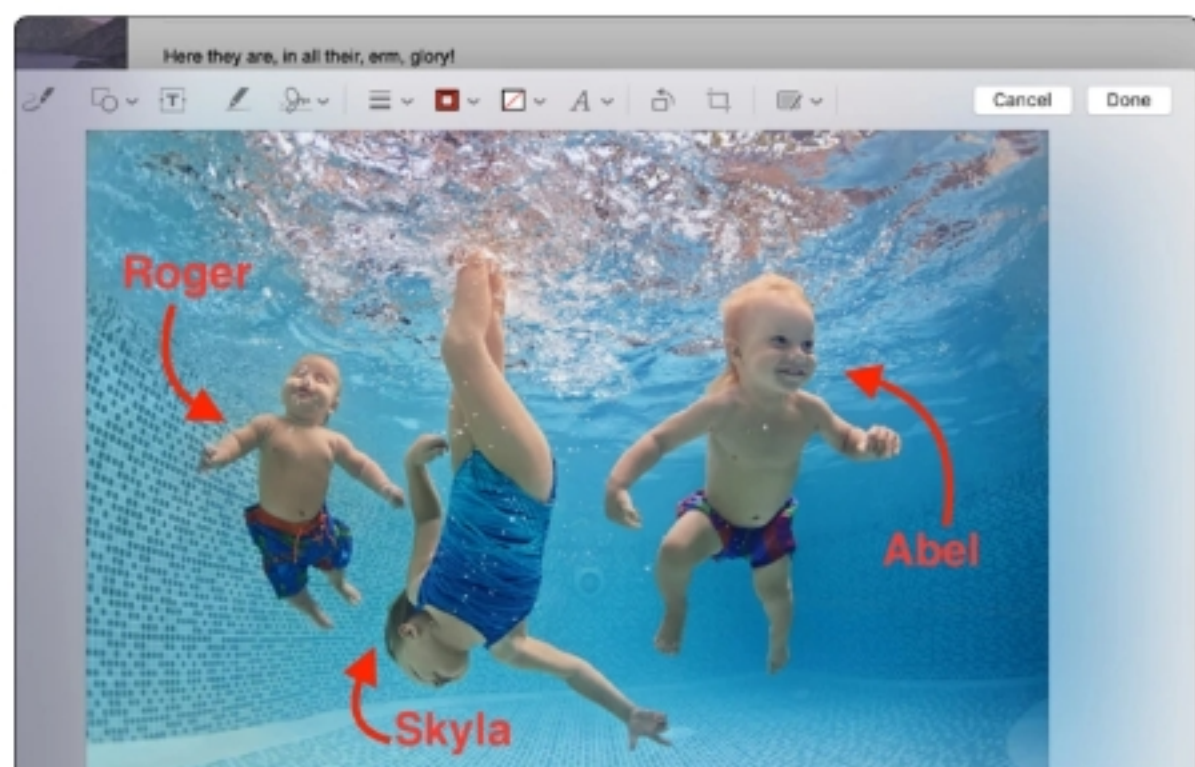 Here they are, in all their, erm, glory!
T
A
Cancel
Done
Roger
Abel
Skyla